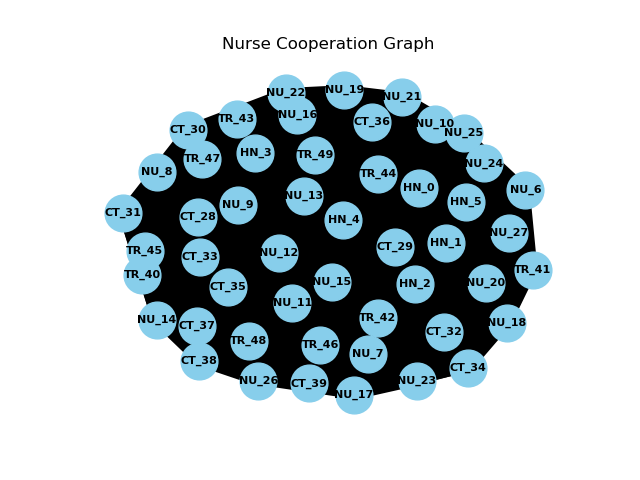 Nurse Cooperation Graph
NU_22
NU_19
NU_21
TR_43
NU_16
CT_36
NU_10
CT_30
NU_25
TR_47
HN_3
TR_49
NU_24
NU_8
TR_44
HN_0
NU_6
NU_13
HN_5
NU_9
CT_31
CT_28
HN_4
NU_27
TR_45
CT_33
NU_12
CT_29
HN_1
TR_40
TR_41
CT_35
NU_15
HN_2
NU_20
NU_11
NU_14
CT_37
TR_42
CT_32
NU_18
TR_48
TR_46
NU_7
CT_38
CT_34
NU_26
CT_39
NU_23
NU_17